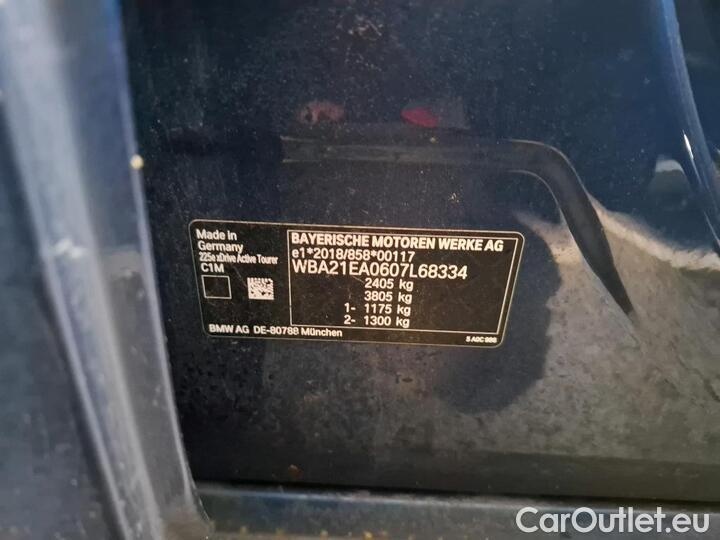 Made in
Germany
225e xDrive Active Tourer
C1M
BAYERISCHE MOTOREN WERKE AG
e1*2018/858*00117
WBA21EA0607L68334
2405 kg
3805 kg
1- 1175 kg
2- 1300 kg
BMW AG DE-80788 München
CarOutlet.eu